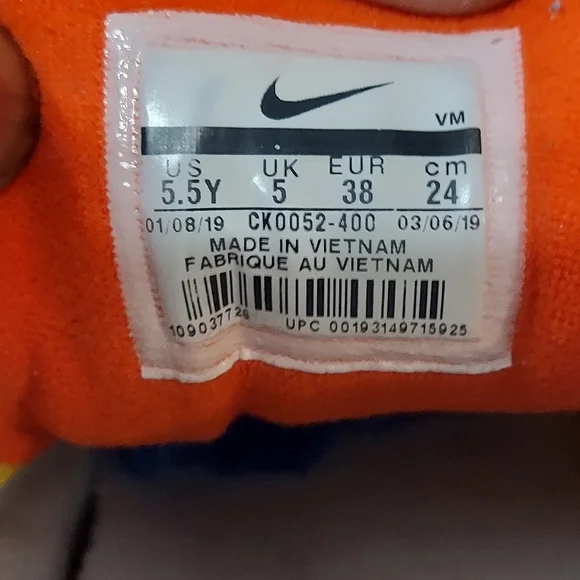 VM
US UK EUR cm
5.5Y 5 38 24
01/08/19 CK0052-400 03/06/19
MADE IN VIETNAM
FABRIQUE AU VIETNAM
1090377726 UPC 00193149715925